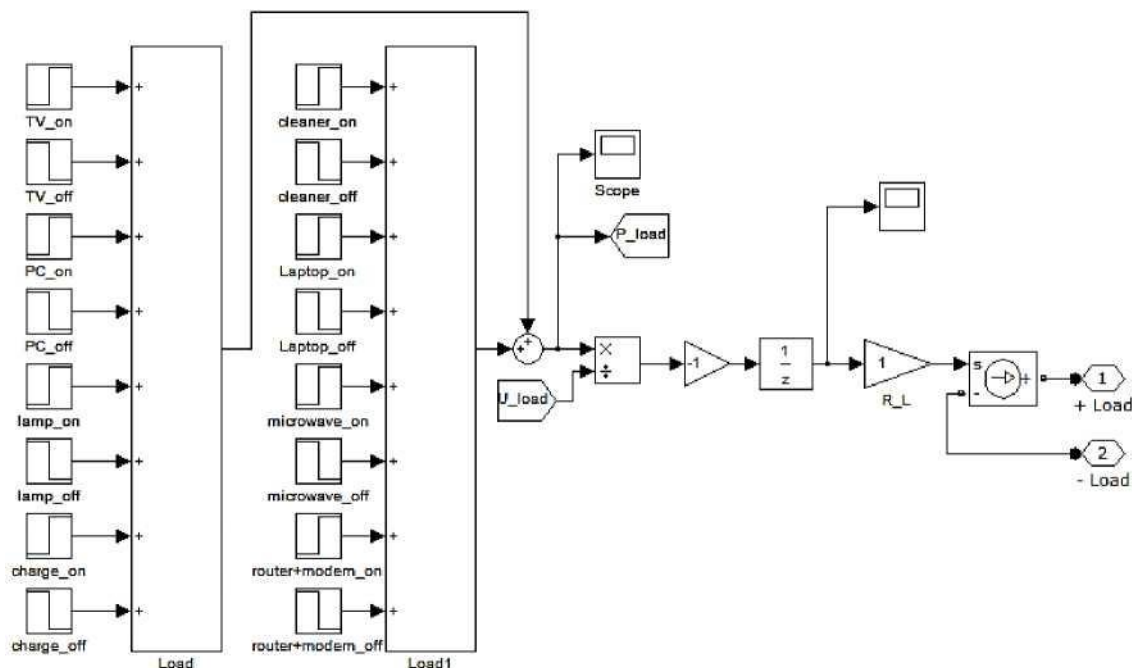 +
TV_on
+
TV_off
+
PC_on
+
PC_off
+
lamp_on
+
lamp_off
+
charge_on
+
charge_off
Load
+
cleaner_on
+
cleaner_off
+
Laptop_on
+
Laptop_off
+
microwave_on
+
microwave_off
+
router+modem_on
+
router+modem_off
Load1
+
+
Scope
P_load
U_load
×
÷
-1
1
z
1
R_L
s
-
+
1
+ Load
2
- Load